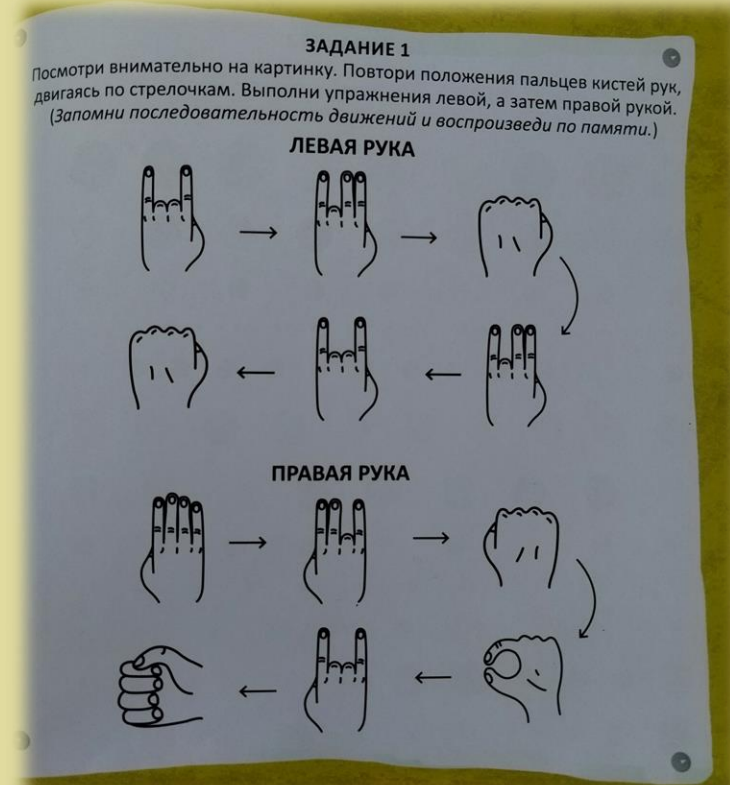 ЗАДАНИЕ 1
Посмотри внимательно на картинку. Повтори положения пальцев кистей рук,
двигаясь по стрелочкам. Выполни упражнения левой, а затем правой рукой.
(Запомни последовательность движений и воспроизведи по памяти.)
ЛЕВАЯ РУКА
ПРАВАЯ РУКА